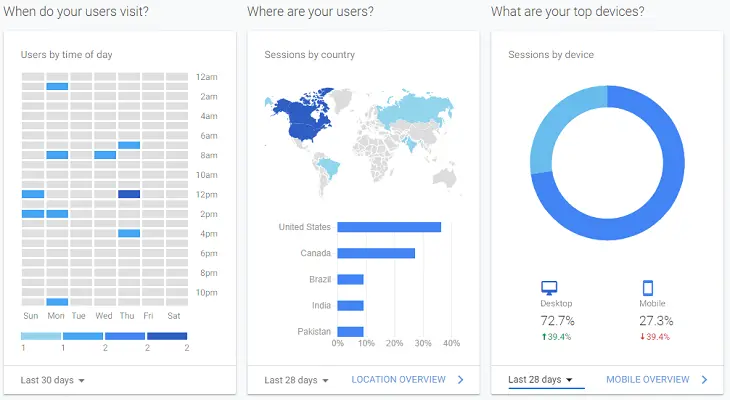 When do your users visit?
Users by time of day
12am
2am
4am
6am
8am
10am
12pm
2pm
4pm
6pm
8pm
10pm
Sun Mon Tue Wed Thu Fri Sat
1 1 2 2 2
Last 30 days
Where are your users?
Sessions by country
United States
Canada
Brazil
India
Pakistan
0% 10% 20% 30% 40%
Last 28 days LOCATION OVERVIEW
What are your top devices?
Sessions by device
Desktop Mobile
72.7% 27.3%
↑39.4% ↓39.4%
Last 28 days MOBILE OVERVIEW